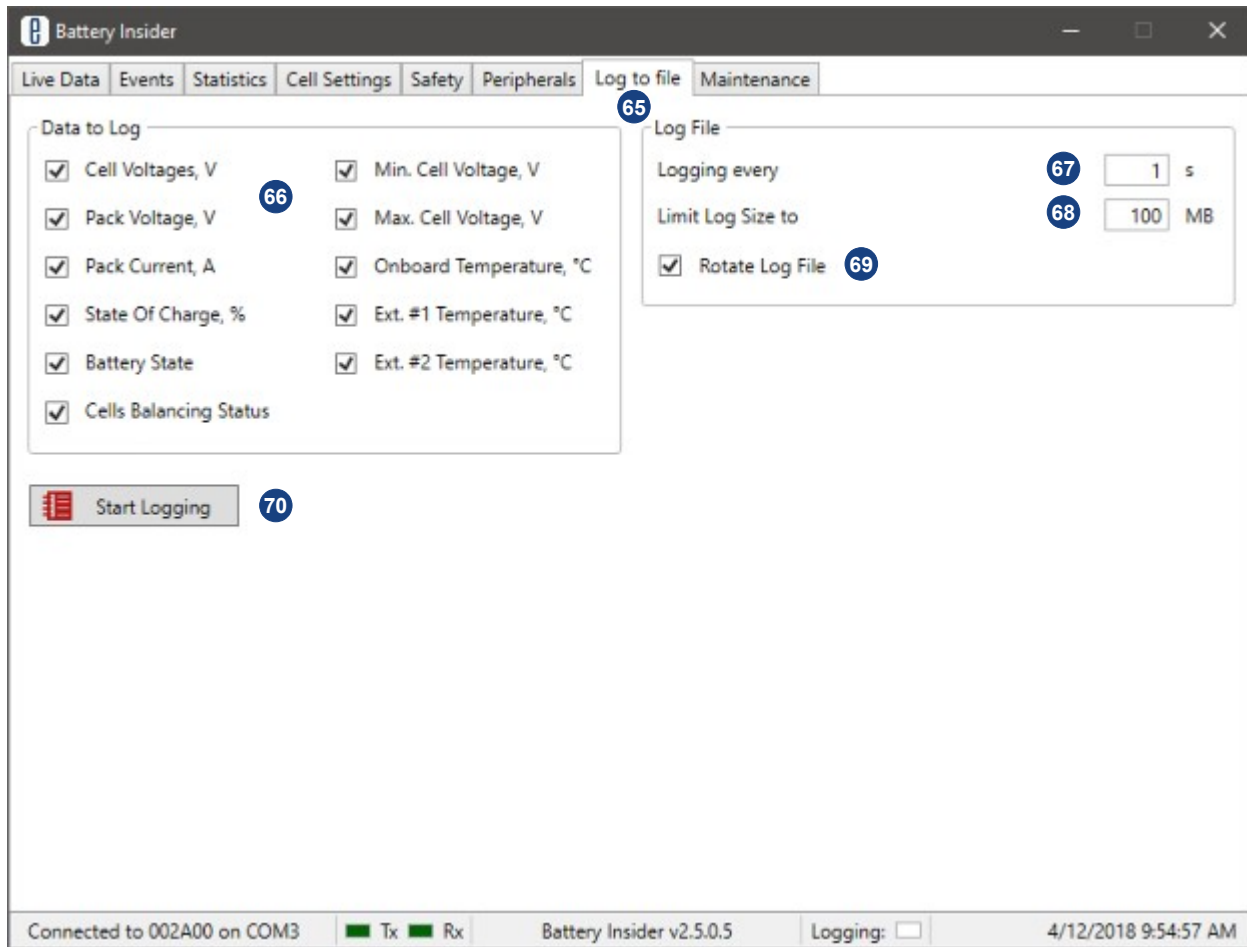 Battery Insider
Live Data Events Statistics Cell Settings Safety Peripherals Log to file Maintenance
65
Data to Log
Cell Voltages, V
Min. Cell Voltage, V
66
Pack Voltage, V
Max. Cell Voltage, V
Pack Current, A
Onboard Temperature, °C
State Of Charge, %
Ext. #1 Temperature, °C
Battery State
Ext. #2 Temperature, °C
Cells Balancing Status
Log File
Logging every 67 1 s
Limit Log Size to 68 100 MB
Rotate Log File 69
Start Logging 70
Connected to 002A00 on COM3 Tx Rx Battery Insider v2.5.0.5 Logging: 4/12/2018 9:54:57 AM